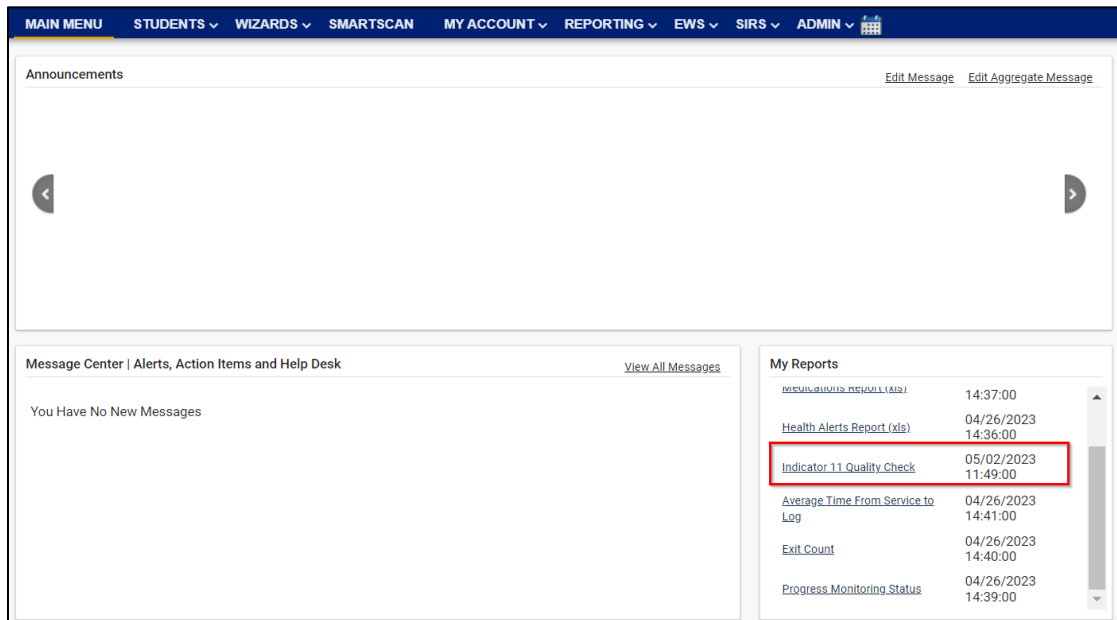 MAIN MENU STUDENTS WIZARDS SMARTSCAN MY ACCOUNT REPORTING EWS SIRS ADMIN
Announcements Edit Message Edit Aggregate Message
Message Center | Alerts, Action Items and Help Desk View All Messages
You Have No New Messages
My Reports
Medications Report (xls) 14:37:00
Health Alerts Report (xls) 04/26/2023
14:36:00
Indicator 11 Quality Check 05/02/2023
11:49:00
Average Time From Service to 04/26/2023
Log 14:41:00
Exit Count 04/26/2023
14:40:00
Progress Monitoring Status 04/26/2023
14:39:00